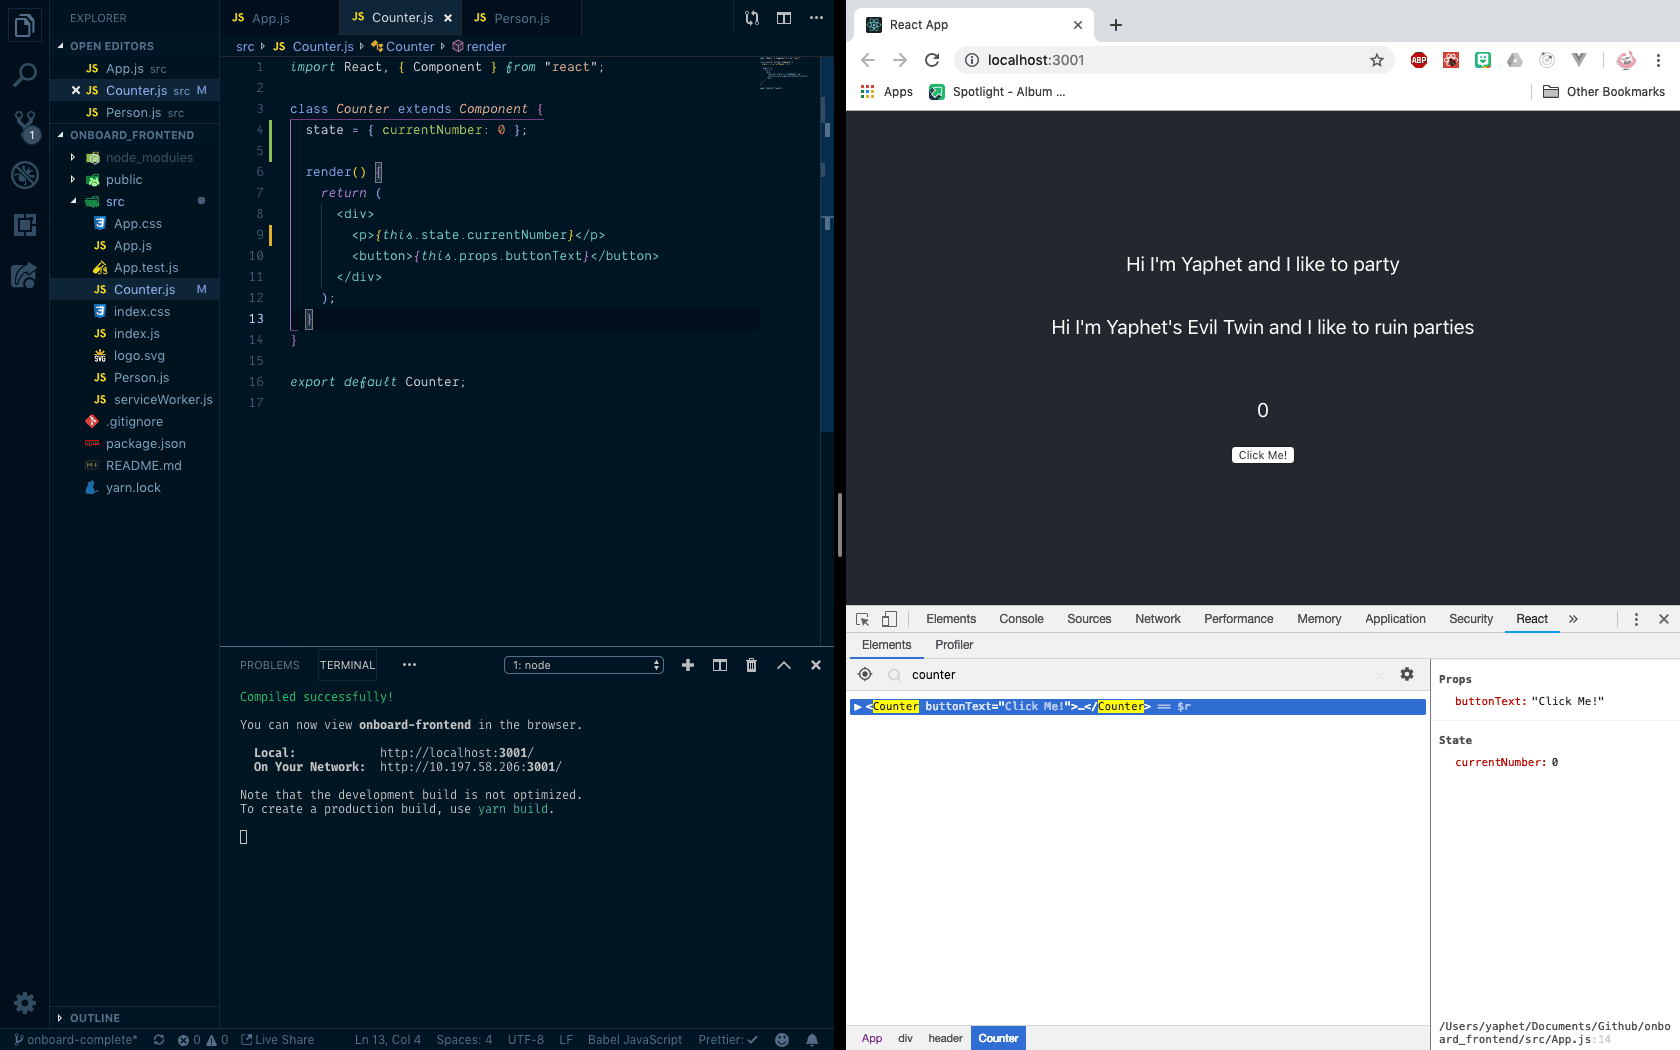 EXPLORER
OPEN EDITORS
JS App.js src
JS Counter.js src M
JS Person.js src
ONBOARD_FRONTEND
node_modules
public
src
App.css
JS App.js
App.test.js
JS Counter.js M
index.css
JS index.js
SVG logo.svg
JS Person.js
JS serviceWorker.js
.gitignore
package.json
README.md
yarn.lock
OUTLINE
1
JS App.js
JS Counter.js
JS Person.js
src JS Counter.js Counter render
1 import React, { Component } from "react";
2
3 class Counter extends Component {
4 state = { currentNumber: 0 };
5
6 render() {
7 return (
8 <div>
9 <p>{this.state.currentNumber}</p>
10 <button>{this.props.buttonText}</button>
11 </div>
12 );
13 }
14 }
15
16 export default Counter;
17
PROBLEMS TERMINAL ••• 1: node
Compiled successfully!
You can now view onboard-frontend in the browser.
Local: http://localhost:3001/
On Your Network: http://10.197.58.206:3001/
Note that the development build is not optimized.
To create a production build, use yarn build.
onboard-complete* 0 0 Live Share Ln 13, Col 4 Spaces: 4 UTF-8 LF Babel JavaScript Prettier: ✓
React App
localhost:3001
ABP
Apps Spotlight - Album ... Other Bookmarks
Hi I'm Yaphet and I like to party
Hi I'm Yaphet's Evil Twin and I like to ruin parties
0
Click Me!
Elements Console Sources Network Performance Memory Application Security React »
Elements Profiler
counter
<Counter buttonText="Click Me!">…</Counter> == $r
Props
buttonText: "Click Me!"
State
currentNumber: 0
App div header Counter
/Users/yaphet/Documents/Github/onbo
ard_frontend/src/App.js:14